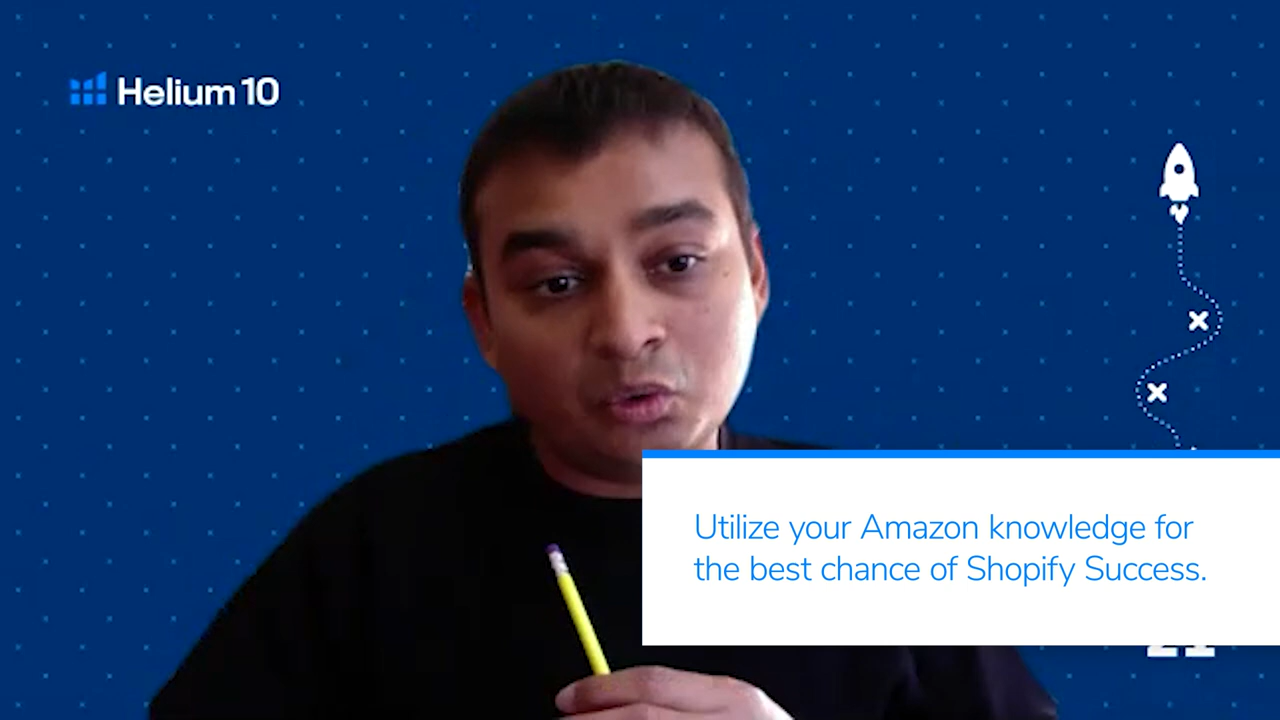 Helium 10
Utilize your Amazon knowledge for
the best chance of Shopify Success.